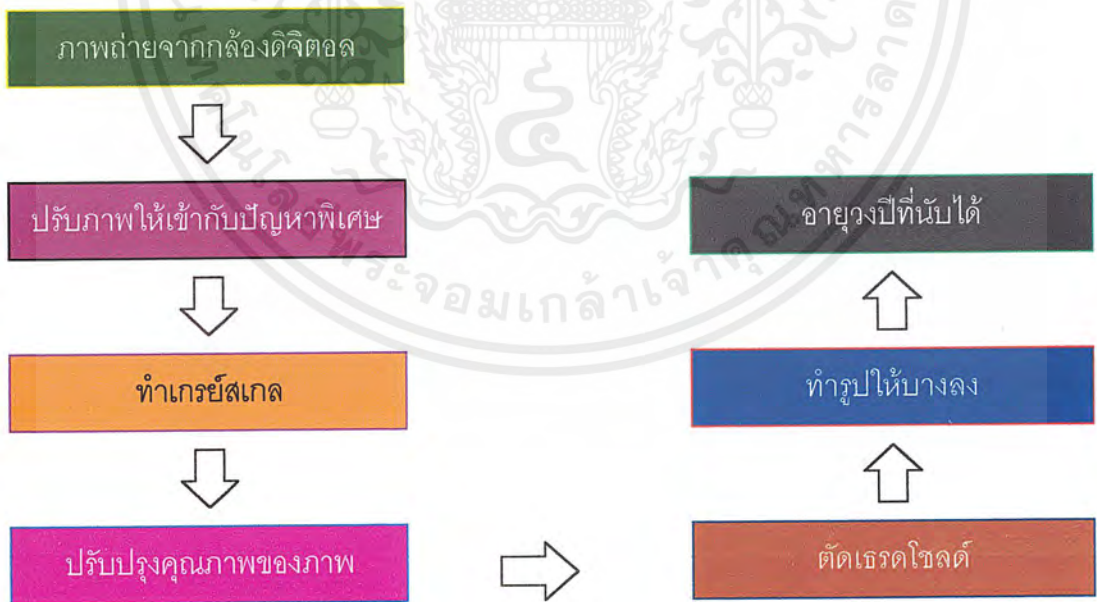 ภาพถ่ายจากกล้องดิจิตอล
ปรับภาพให้เข้ากับปัญหาพิเศษ
ทำเกรย์สเกล
ปรับปรุงคุณภาพของภาพ
ตัดเธรดโชลด์
ทำรูปให้บางลง
อายุวงปีที่นับได้